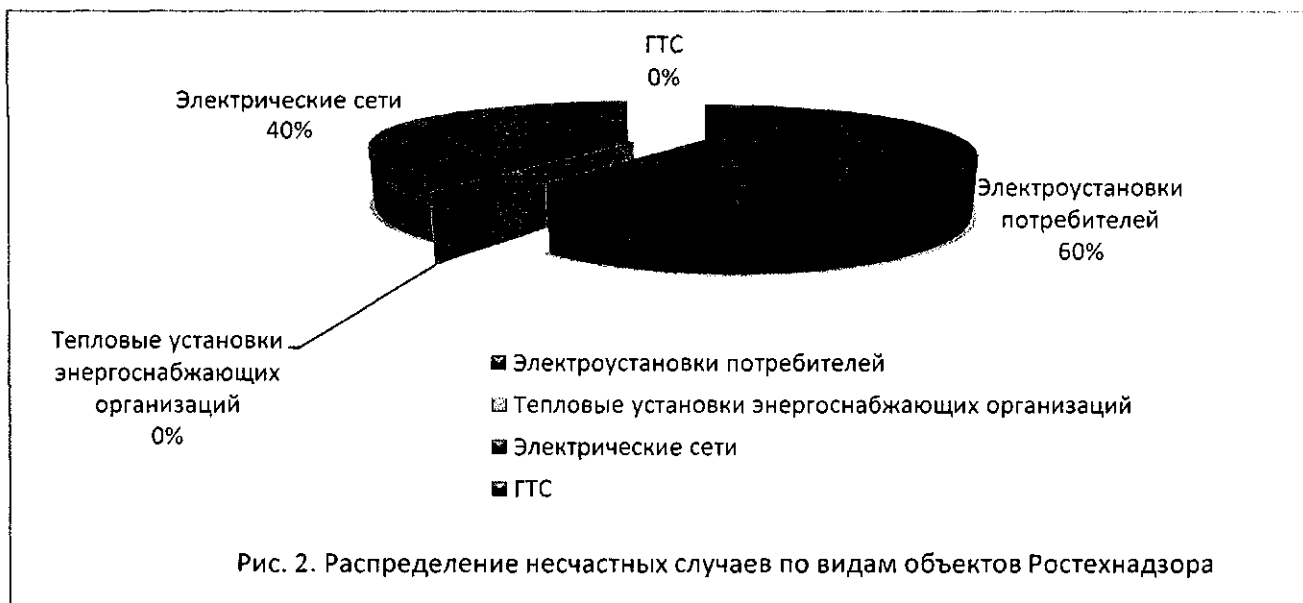 ГТС
0%
Электрические сети
40%
Электроустановки
потребителей
60%
Тепловые установки
энергоснабжающих
организаций
0%
Электроустановки потребителей
Тепловые установки энергоснабжающих организаций
Электрические сети
ГТС
Рис. 2. Распределение несчастных случаев по видам объектов Ростехнадзора